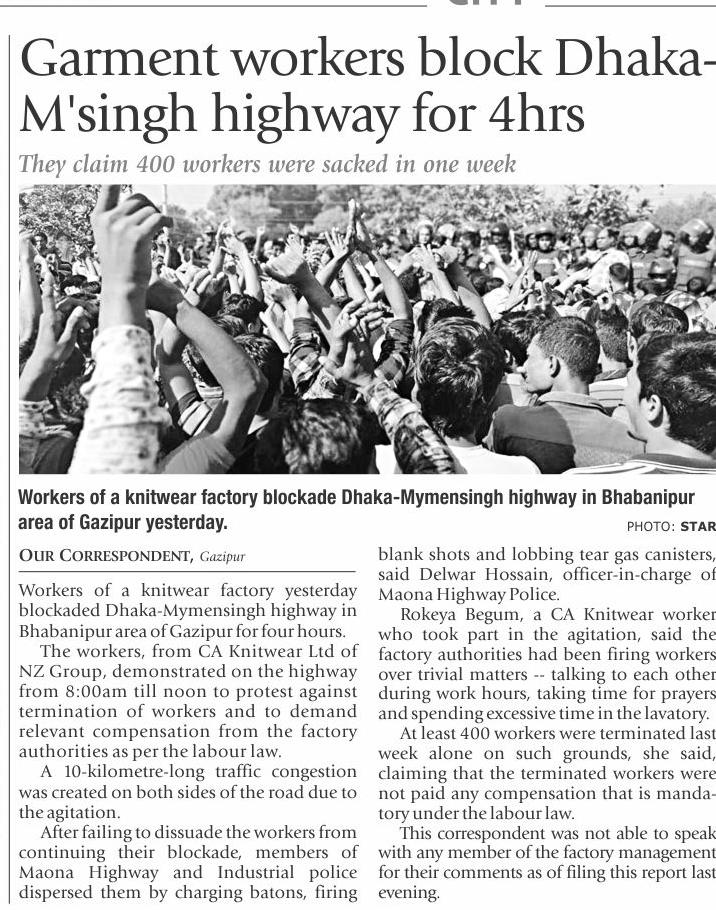 CITY
Garment workers block Dhaka-
M'singh highway for 4hrs
They claim 400 workers were sacked in one week
Workers of a knitwear factory blockade Dhaka-Mymensingh highway in Bhabanipur
area of Gazipur yesterday.
PHOTO: STAR
OUR CORRESPONDENT, Gazipur
Workers of a knitwear factory yesterday
blockaded Dhaka-Mymensingh highway in
Bhabanipur area of Gazipur for four hours.
The workers, from CA Knitwear Ltd of
NZ Group, demonstrated on the highway
from 8:00am till noon to protest against
termination of workers and to demand
relevant compensation from the factory
authorities as per the labour law.
A 10-kilometre-long traffic congestion
was created on both sides of the road due to
the agitation.
After failing to dissuade the workers from
continuing their blockade, members of
Maona Highway and Industrial police
dispersed them by charging batons, firing
blank shots and lobbing tear gas canisters,
said Delwar Hossain, officer-in-charge of
Maona Highway Police.
Rokeya Begum, a CA Knitwear worker
who took part in the agitation, said the
factory authorities had been firing workers
over trivial matters -- talking to each other
during work hours, taking time for prayers
and spending excessive time in the lavatory.
At least 400 workers were terminated last
week alone on such grounds, she said,
claiming that the terminated workers were
not paid any compensation that is manda-
tory under the labour law.
This correspondent was not able to speak
with any member of the factory management
for their comments as of filing this report last
evening.